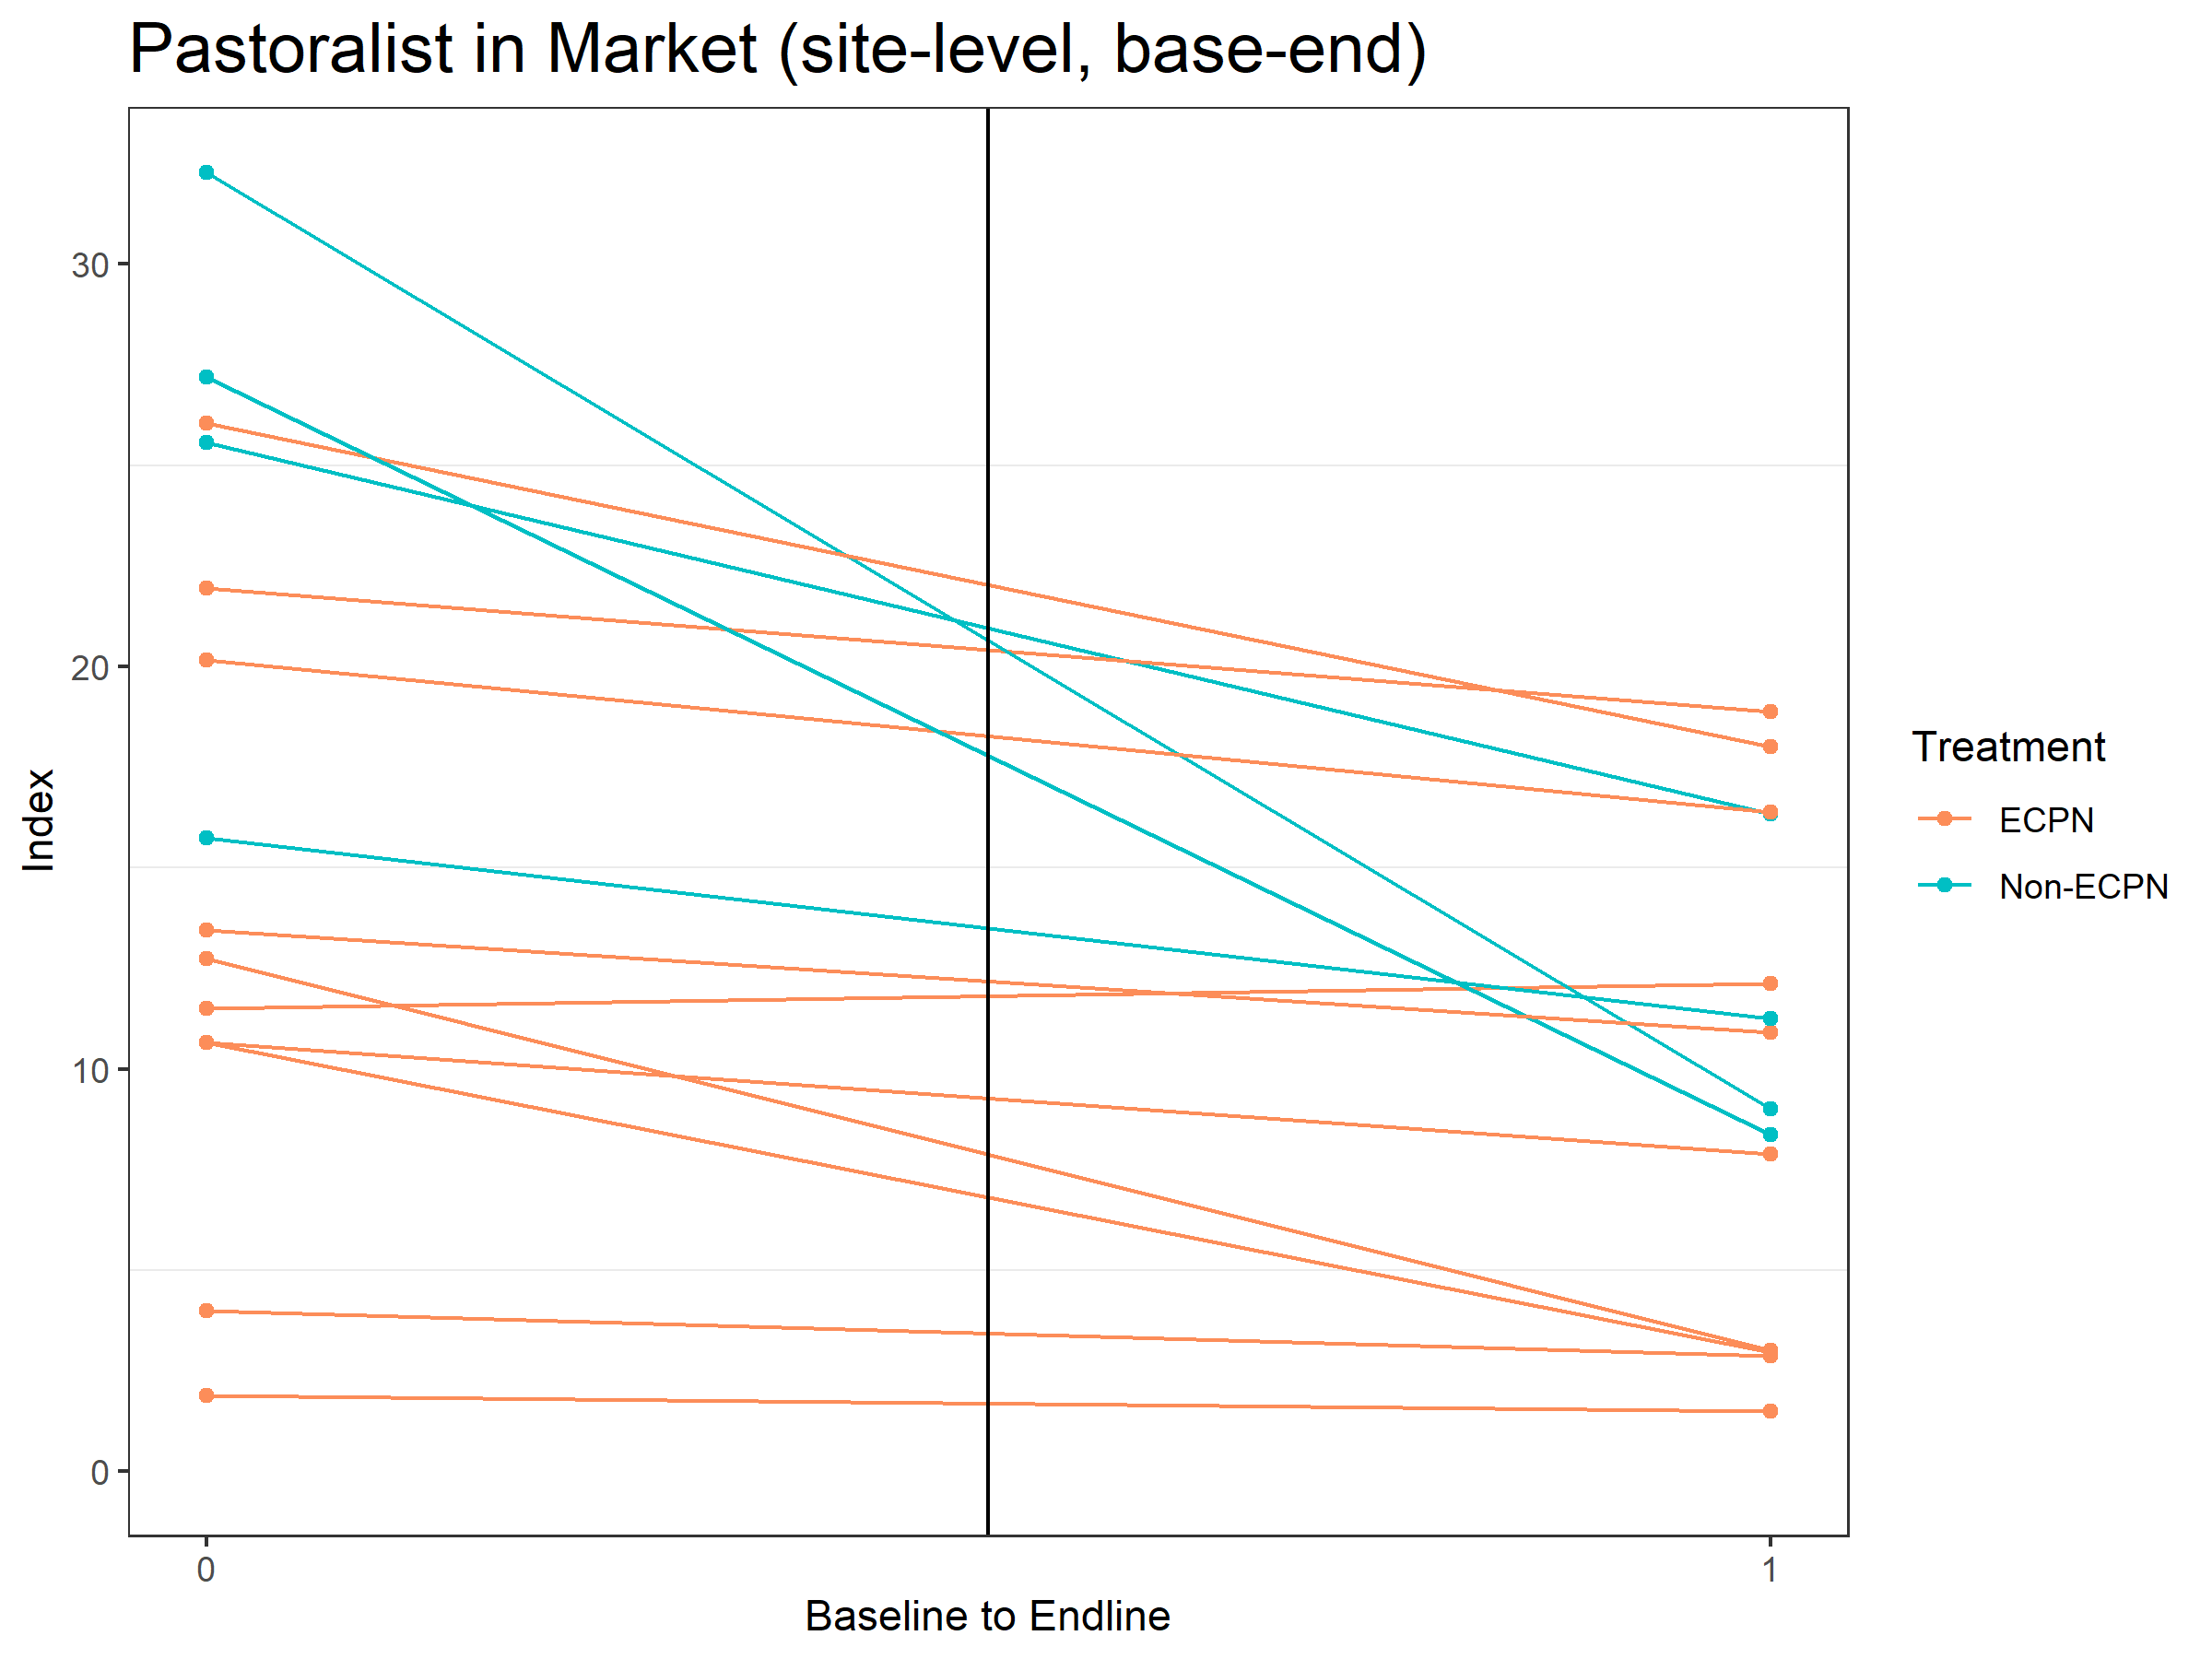 Pastoralist in Market (site-level, base-end)
30
20
10
0
Index
0
1
Baseline to Endline
Treatment
ECPN
Non-ECPN